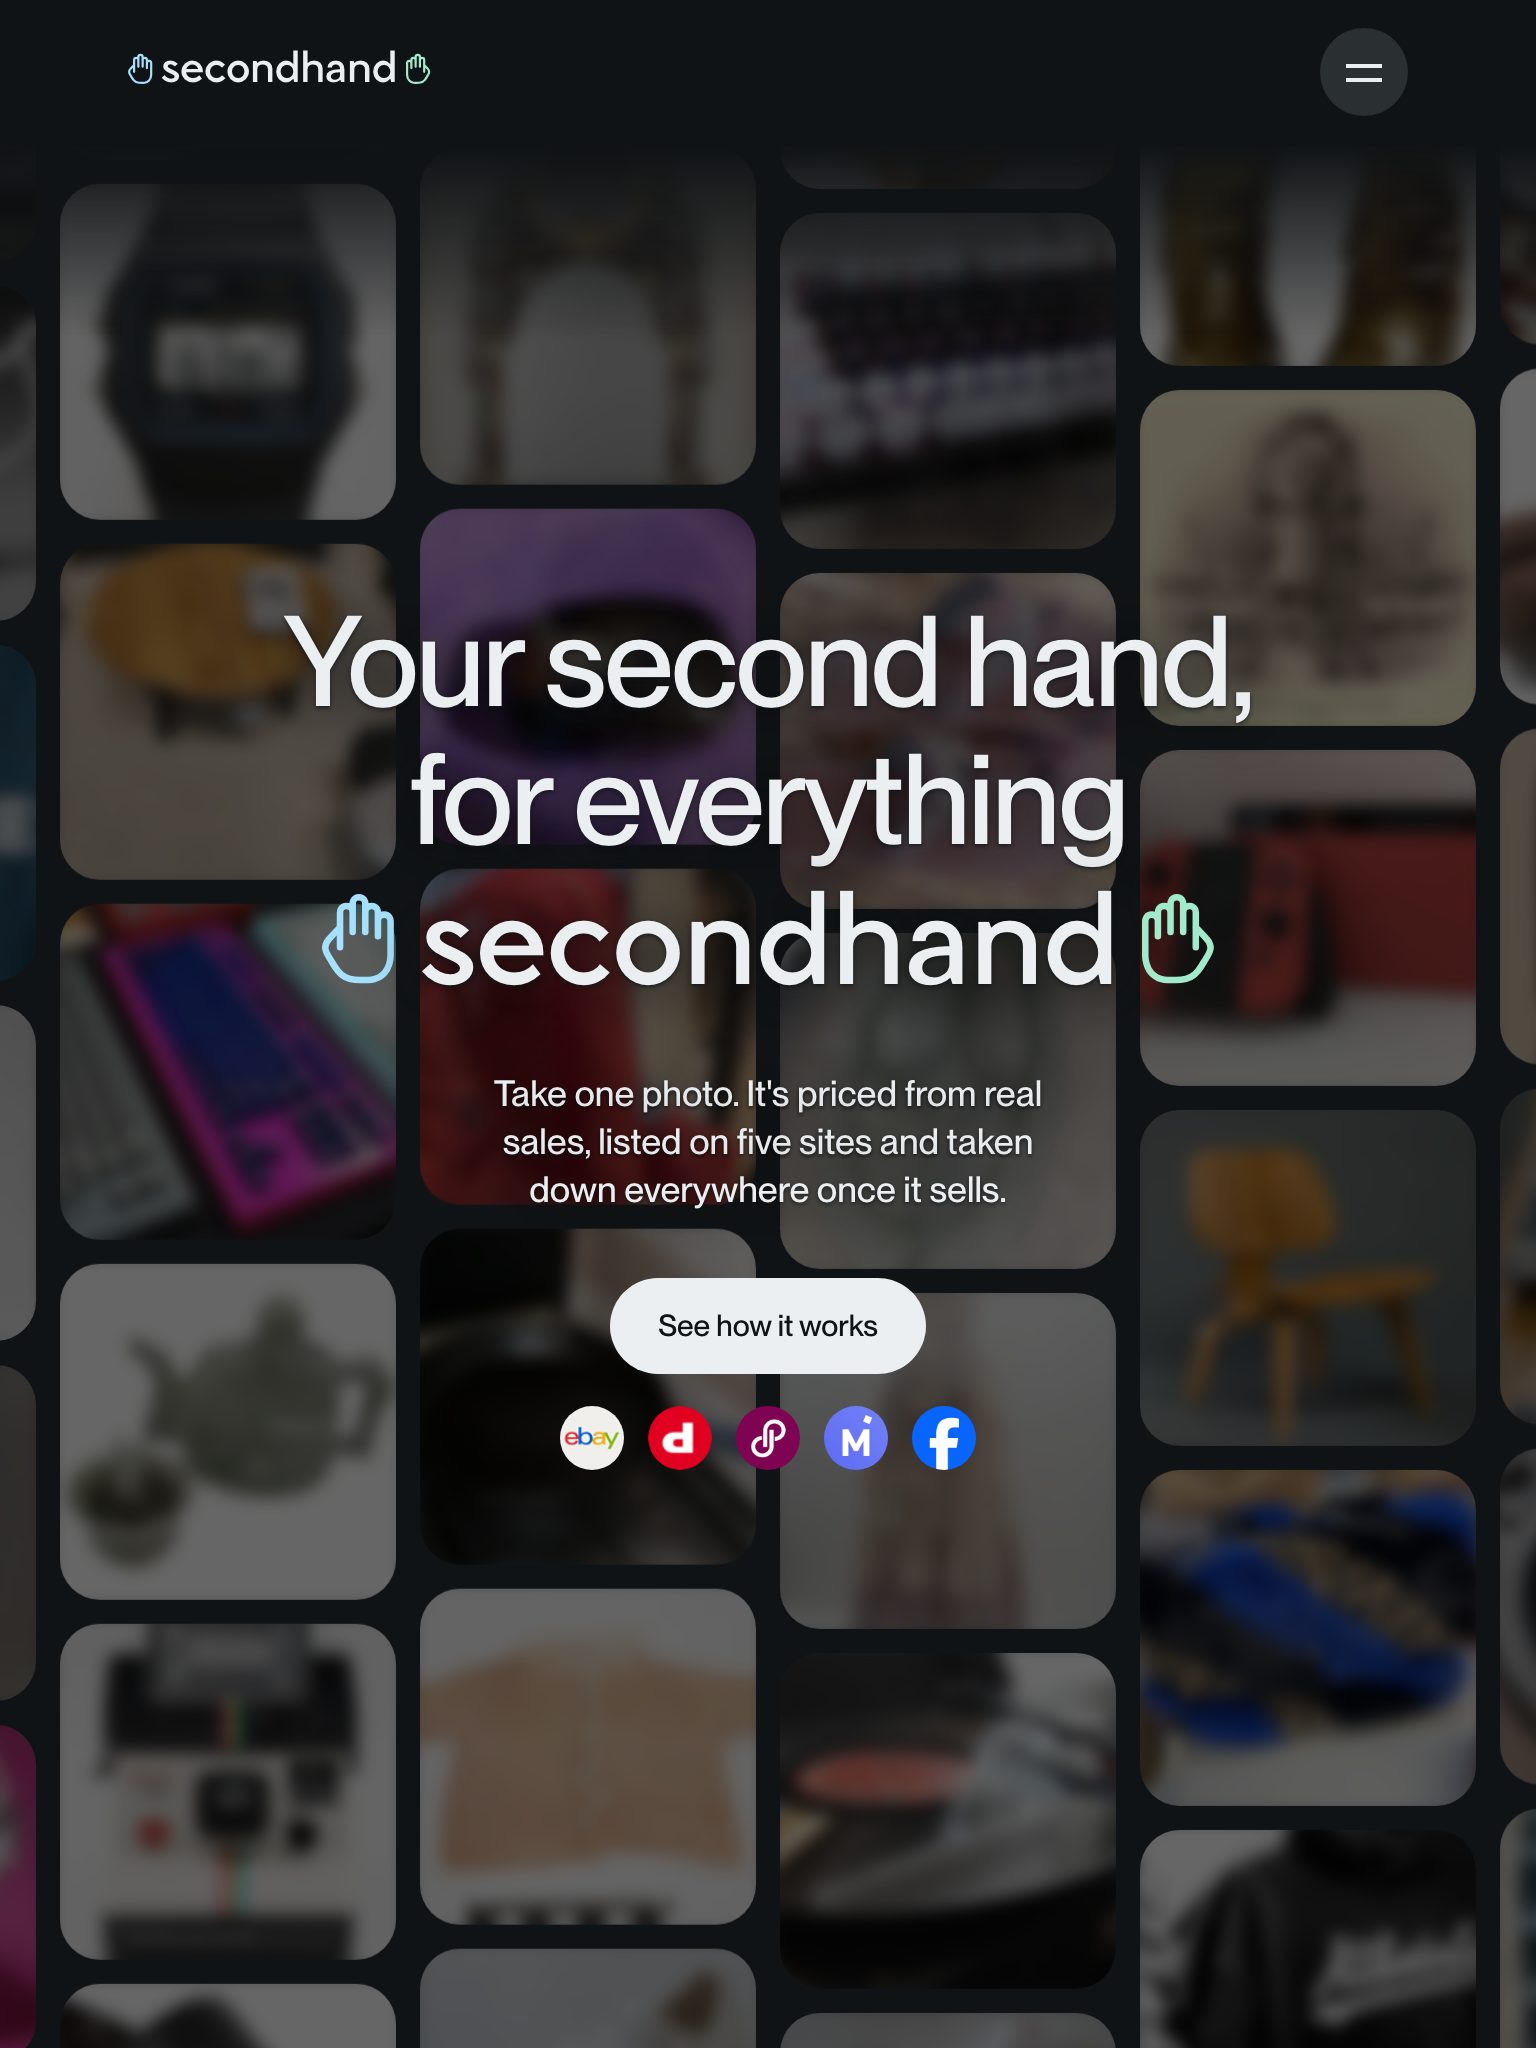 secondhand
Your second hand,
for everything
secondhand
Take one photo. It's priced from real
sales, listed on five sites and taken
down everywhere once it sells.
See how it works
ebay